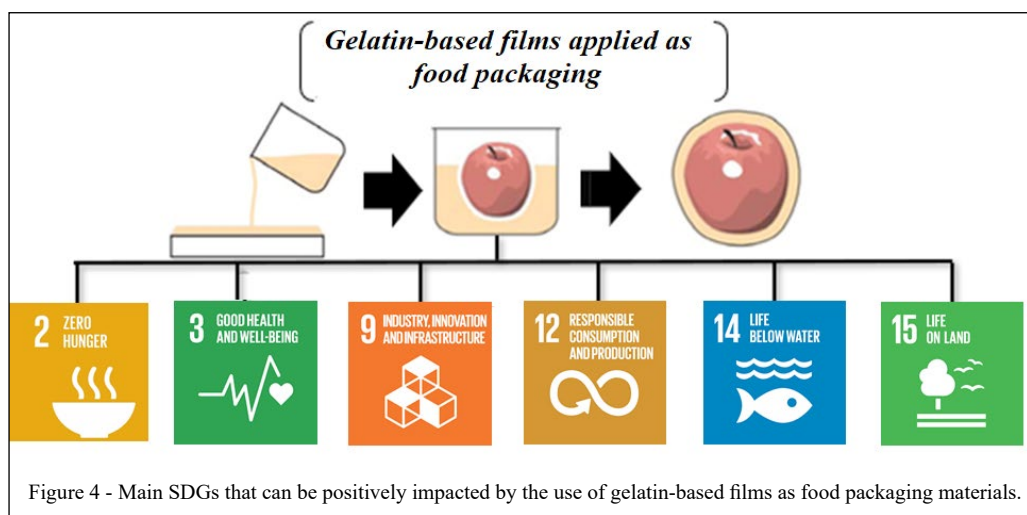 Gelatin-based films applied as
food packaging
2 ZERO
HUNGER
3 GOOD HEALTH
AND WELL-BEING
9 INDUSTRY, INNOVATION
AND INFRASTRUCTURE
12 RESPONSIBLE
CONSUMPTION
AND PRODUCTION
14 LIFE
BELOW WATER
15 LIFE
ON LAND
Figure 4 - Main SDGs that can be positively impacted by the use of gelatin-based films as food packaging materials.